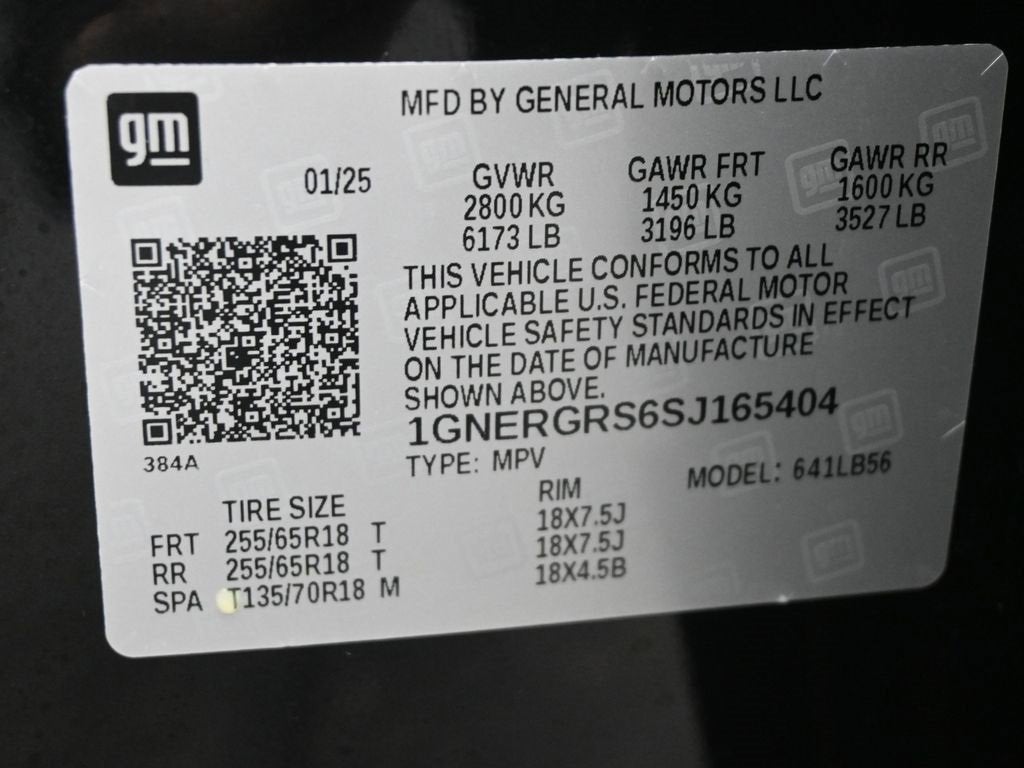 gm
MFD BY GENERAL MOTORS LLC
01/25
GVWR GAWR FRT GAWR RR
2800 KG 1450 KG 1600 KG
6173 LB 3196 LB 3527 LB
THIS VEHICLE CONFORMS TO ALL
APPLICABLE U.S. FEDERAL MOTOR
VEHICLE SAFETY STANDARDS IN EFFECT
ON THE DATE OF MANUFACTURE
SHOWN ABOVE.
1GNERGRS6SJ165404
384A
TYPE: MPV MODEL: 641LB56
TIRE SIZE RIM
FRT 255/65R18 T 18X7.5J
RR 255/65R18 T 18X7.5J
SPA T135/70R18 M 18X4.5B